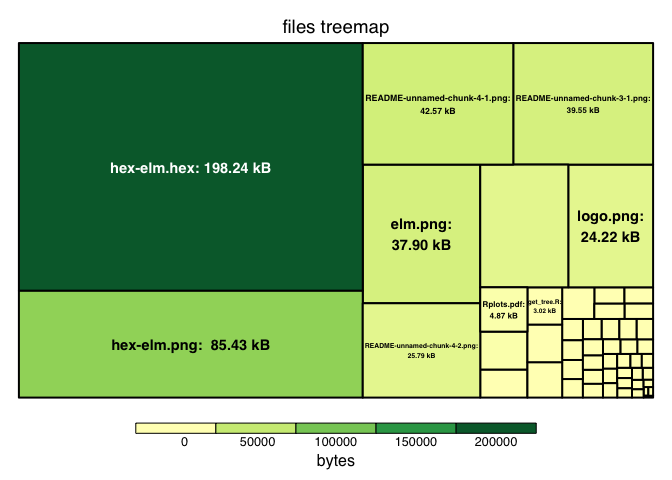 files treemap
README-unnamed-chunk-4-1.png:
42.57 kB
README-unnamed-chunk-3-1.png:
39.55 kB
hex-elm.hex: 198.24 kB
elm.png:
37.90 kB
logo.png:
24.22 kB
Rplots.pdf:
4.87 kB
get_tree.R:
3.02 kB
hex-elm.png:  85.43 kB
README-unnamed-chunk-4-2.png:
25.79 kB
0 50000 100000 150000 200000
bytes